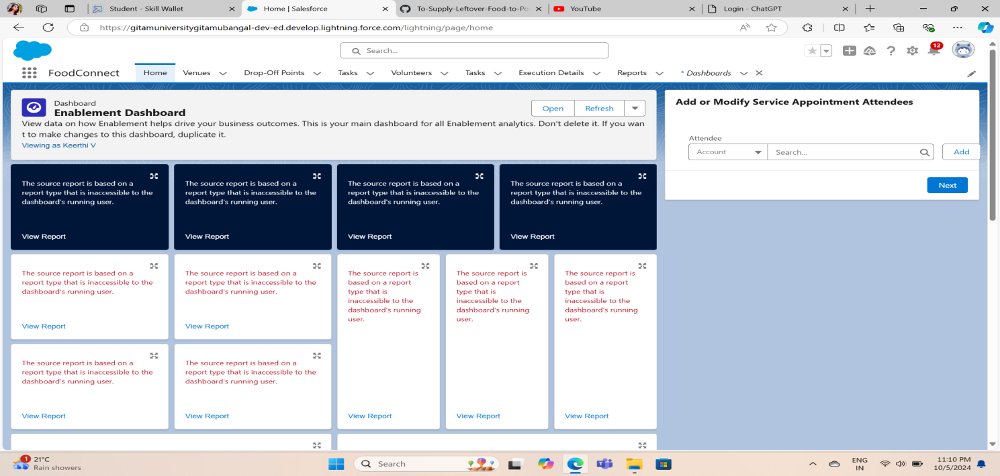 Student - Skill Wallet
Home | Salesforce
To-Supply-Leftover-Food-to-Po
YouTube
Login - ChatGPT
https://gitamuniversitygitamubangal-dev-ed.develop.lightning.force.com/lightning/page/home
Search...
12
FoodConnect
Home
Venues
Drop-Off Points
Tasks
Volunteers
Tasks
Execution Details
Reports
* Dashboards
Dashboard
Enablement Dashboard
Open
Refresh
View data on how Enablement helps drive your business outcomes. This is your main dashboard for all Enablement analytics. Don't delete it. If you wan
t to make changes to this dashboard, duplicate it.
Viewing as Keerthi V
Add or Modify Service Appointment Attendees
Attendee
Account
Search...
Add
Next
The source report is based on a
report type that is inaccessible to the
dashboard's running user.
View Report
The source report is based on a
report type that is inaccessible to the
dashboard's running user.
View Report
The source report is based on a
report type that is inaccessible to the
dashboard's running user.
View Report
The source report is based on a
report type that is inaccessible to the
dashboard's running user.
View Report
The source report is based on a
report type that is inaccessible to the
dashboard's running user.
View Report
The source report is based on a
report type that is inaccessible to the
dashboard's running user.
View Report
The source report is
based on a report
type that is
inaccessible to the
dashboard's running
user.
View Report
The source report is
based on a report
type that is
inaccessible to the
dashboard's running
user.
View Report
The source report is
based on a report
type that is
inaccessible to the
dashboard's running
user.
View Report
The source report is based on a
report type that is inaccessible to the
dashboard's running user.
View Report
The source report is based on a
report type that is inaccessible to the
dashboard's running user.
View Report
1
21°C
Rain showers
Search
ENG
IN
11:10 PM
10/5/2024